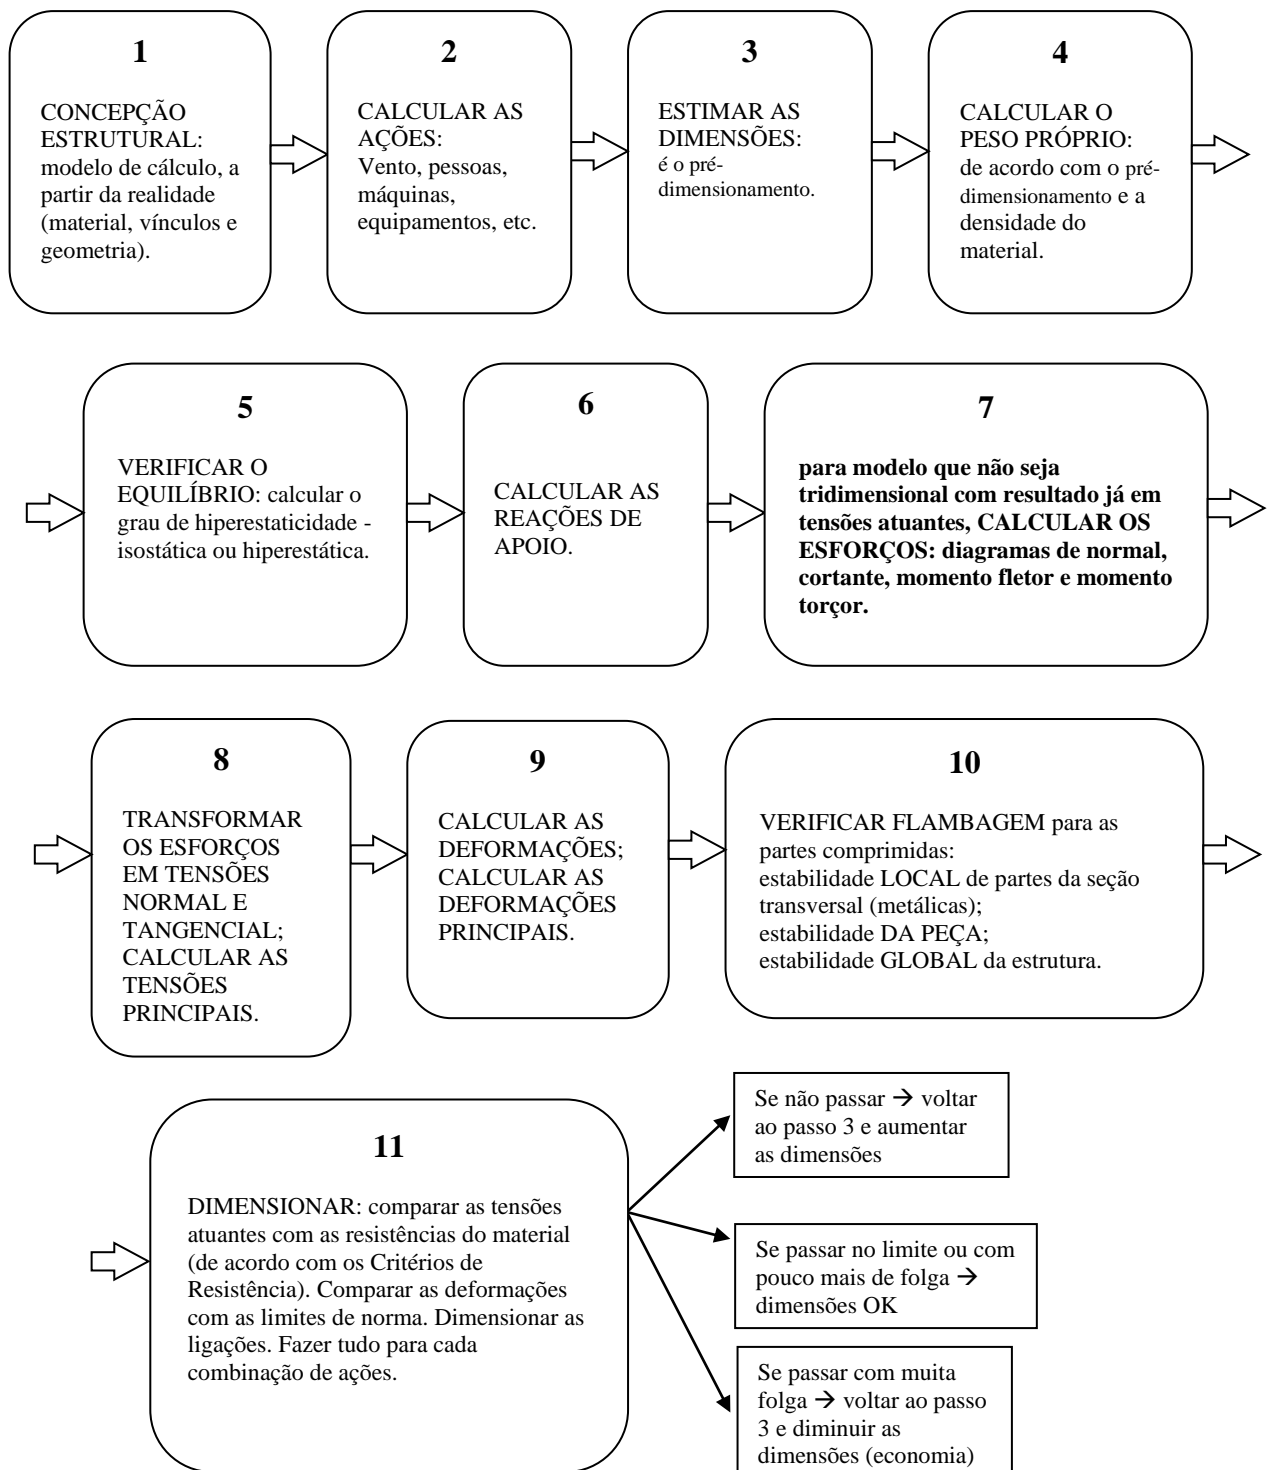 1
CONCEPÇÃO
ESTRUTURAL:
modelo de cálculo, a
partir da realidade
(material, vínculos e
geometria).
2
CALCULAR AS
AÇÕES:
Vento, pessoas,
máquinas,
equipamentos, etc.
3
ESTIMAR AS
DIMENSÕES:
é o pré-
dimensionamento.
4
CALCULAR O
PESO PRÓPRIO:
de acordo com o pré-
dimensionamento e a
densidade do
material.
5
VERIFICAR O
EQUILÍBRIO: calcular o
grau de hiperestaticidade -
isostática ou hiperestática.
6
CALCULAR AS
REAÇÕES DE
APOIO.
7
para modelo que não seja
tridimensional com resultado já em
tensões atuantes, CALCULAR OS
ESFORÇOS: diagramas de normal,
cortante, momento fletor e momento
torçor.
8
TRANSFORMAR
OS ESFORÇOS
EM TENSÕES
NORMAL E
TANGENCIAL;
CALCULAR AS
TENSÕES
PRINCIPAIS.
9
CALCULAR AS
DEFORMAÇÕES;
CALCULAR AS
DEFORMAÇÕES
PRINCIPAIS.
10
VERIFICAR FLAMBAGEM para as
partes comprimidas:
estabilidade LOCAL de partes da seção
transversal (metálicas);
estabilidade DA PEÇA;
estabilidade GLOBAL da estrutura.
11
DIMENSIONAR: comparar as tensões
atuantes com as resistências do material
(de acordo com os Critérios de
Resistência). Comparar as deformações
com as limites de norma. Dimensionar as
ligações. Fazer tudo para cada
combinação de ações.
Se não passar → voltar
ao passo 3 e aumentar
as dimensões
Se passar no limite ou com
pouco mais de folga →
dimensões OK
Se passar com muita
folga → voltar ao passo
3 e diminuir as
dimensões (economia)